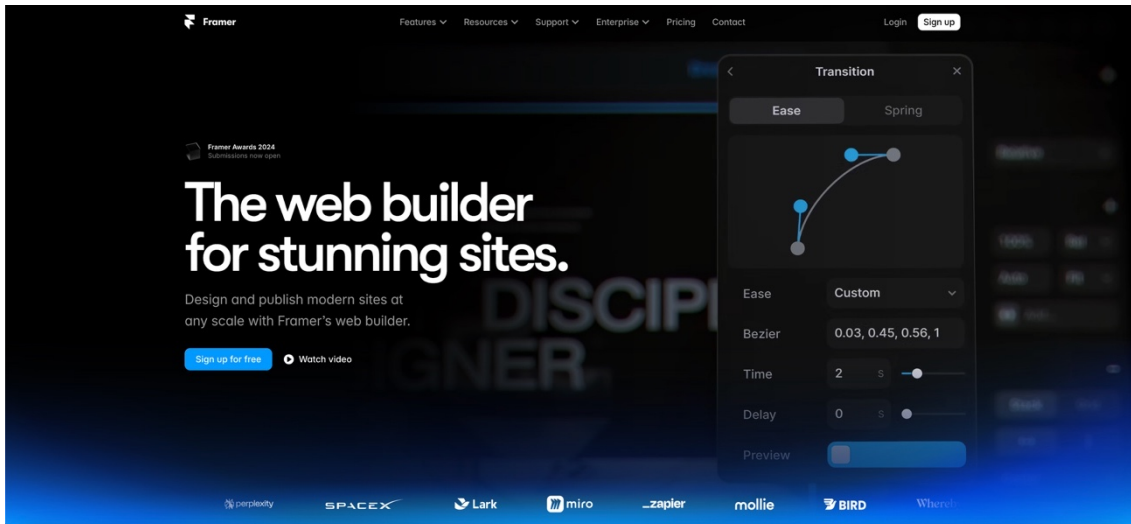 Framer
Features
Resources
Support
Enterprise
Pricing
Contact
Login
Sign up
Framer Awards 2024
Submissions now open
The web builder
for stunning sites.
Design and publish modern sites at
any scale with Framer's web builder.
Sign up for free
Watch video
DISCIPL
IGNER
Transition
Ease
Spring
Ease
Custom
Bezier
0.03, 0.45, 0.56, 1
Time
2
s
Delay
0
s
Preview
perplexity
SPACEX
Lark
miro
_zapier
mollie
BIRD